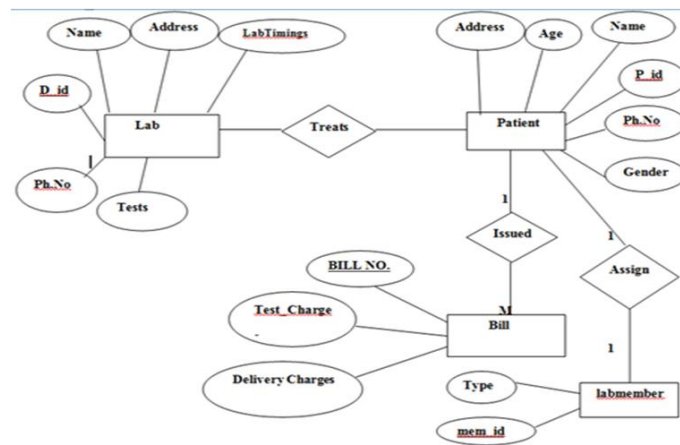 Name
Address
LabTimings
Address
Age
Name
D_id
P_id
Lab
Treats
Patient
Ph.No
Ph.No
Tests
Gender
1
Issued
1
Assign
BILL NO.
Test_Charge
-
M
Bill
1
Delivery Charges
Type
labmember
mem_id